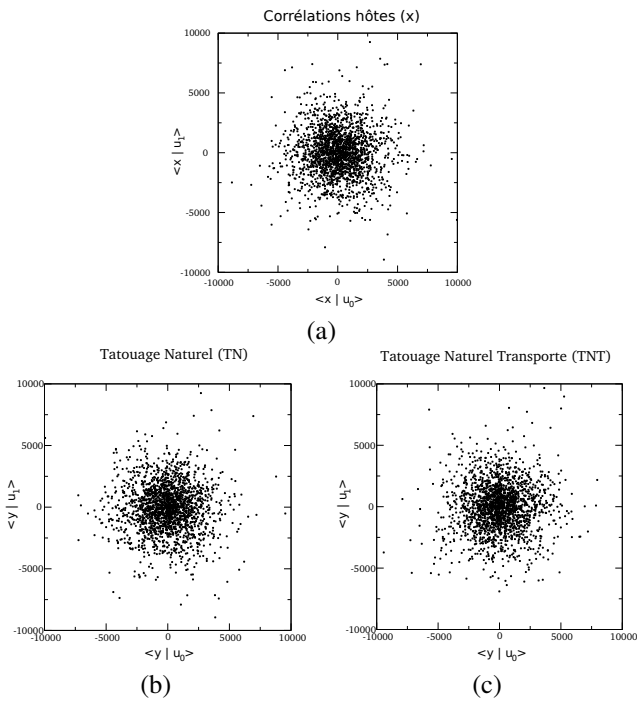 Corrélations hôtes (x)
10000
5000
0
-5000
-10000
<x | u1>
-10000 -5000 0 5000 10000
<x | u0>
(a)
Tatouage Naturel (TN)
10000
5000
0
-5000
-10000
<y | u1>
-10000 -5000 0 5000 10000
<y | u0>
(b)
Tatouage Naturel Transporte (TNT)
10000
5000
0
-5000
-10000
<y | u1>
-10000 -5000 0 5000 10000
<y | u0>
(c)